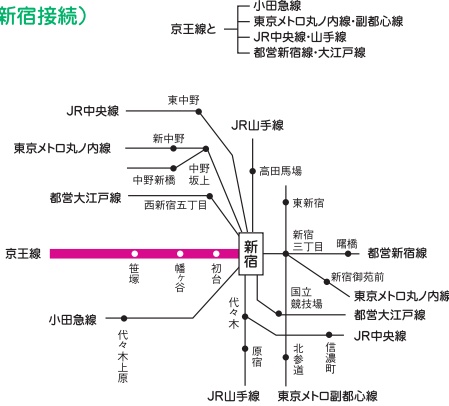 新宿接続）
京王線と
小田急線
東京メトロ丸ノ内線・副都心線
JR中央線・山手線
都営新宿線・大江戸線
東中野
JR中央線
JR山手線
新中野
東京メトロ丸ノ内線
中野新橋
中野
坂上
高田馬場
都営大江戸線
西新宿五丁目
東新宿
新宿
三丁目
曙橋
都営新宿線
京王線
笹塚
幡ヶ谷
初台
新宿
新宿御苑前
東京メトロ丸ノ内線
国立
競技場
都営大江戸線
小田急線
代々木上原
代々木
JR中央線
原宿
北参道
信濃町
JR山手線
東京メトロ副都心線